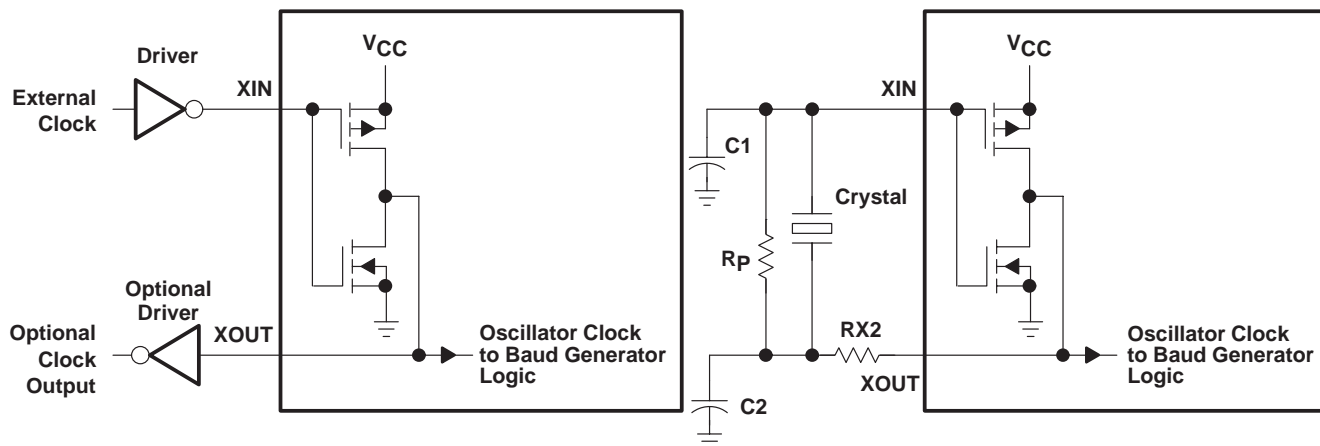 Driver
External
Clock
XIN
VCC
Optional
Driver
Optional
Clock
Output
XOUT
Oscillator Clock
to Baud Generator
Logic
C1
RP
Crystal
C2
RX2
XIN
XOUT
VCC
Oscillator Clock
to Baud Generator
Logic